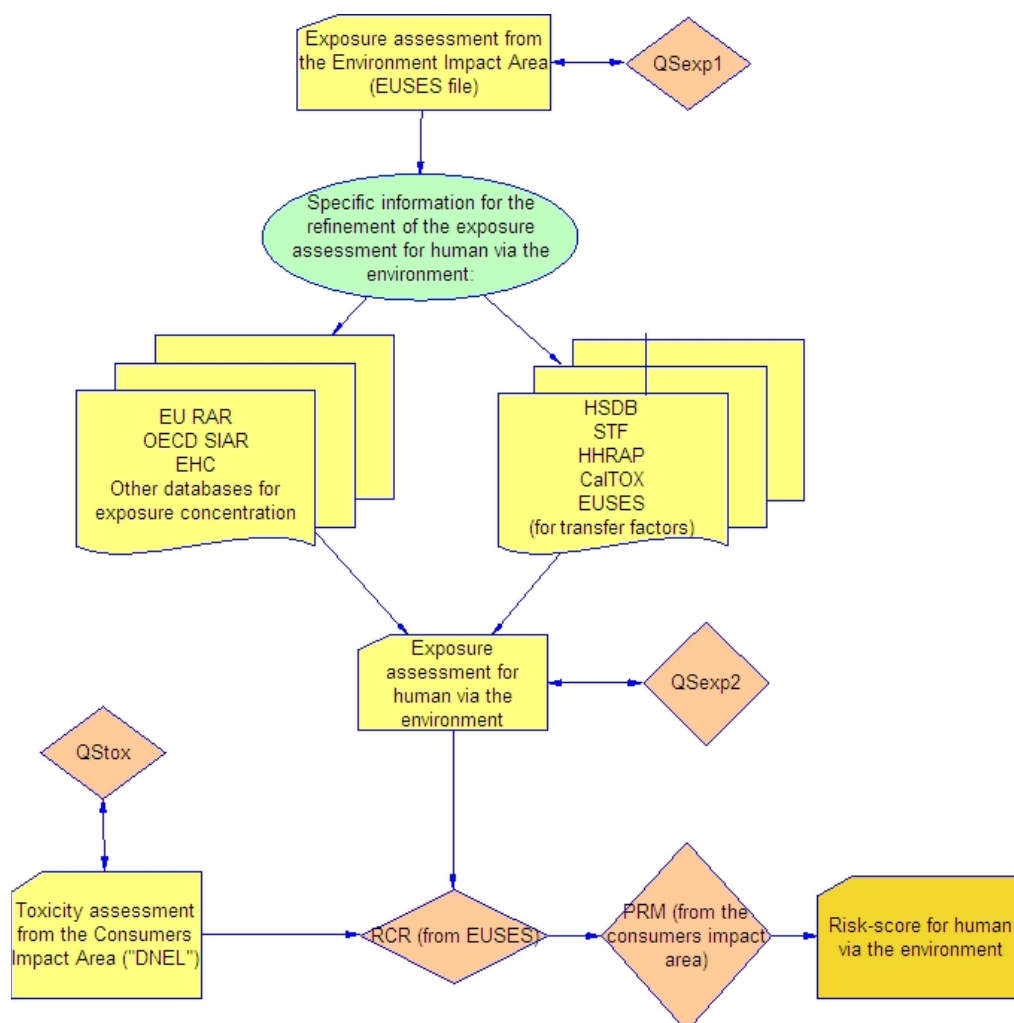 Exposure assessment from
the Environment Impact Area
(EUSES file)
QSexp1
Specific information for the
refinement of the exposure
assessment for human via the
environment:
EU RAR
OECD SIAR
EHC
Other databases for
exposure concentration
HSDB
STF
HHRAP
CalTOX
EUSES
(for transfer factors)
Exposure
assessment for
human via the
environment
QSexp2
QStox
Toxicity assessment
from the Consumers
Impact Area ("DNEL")
RCR (from EUSES)
PRM (from the
consumers impact
area)
Risk-score for human
via the environment